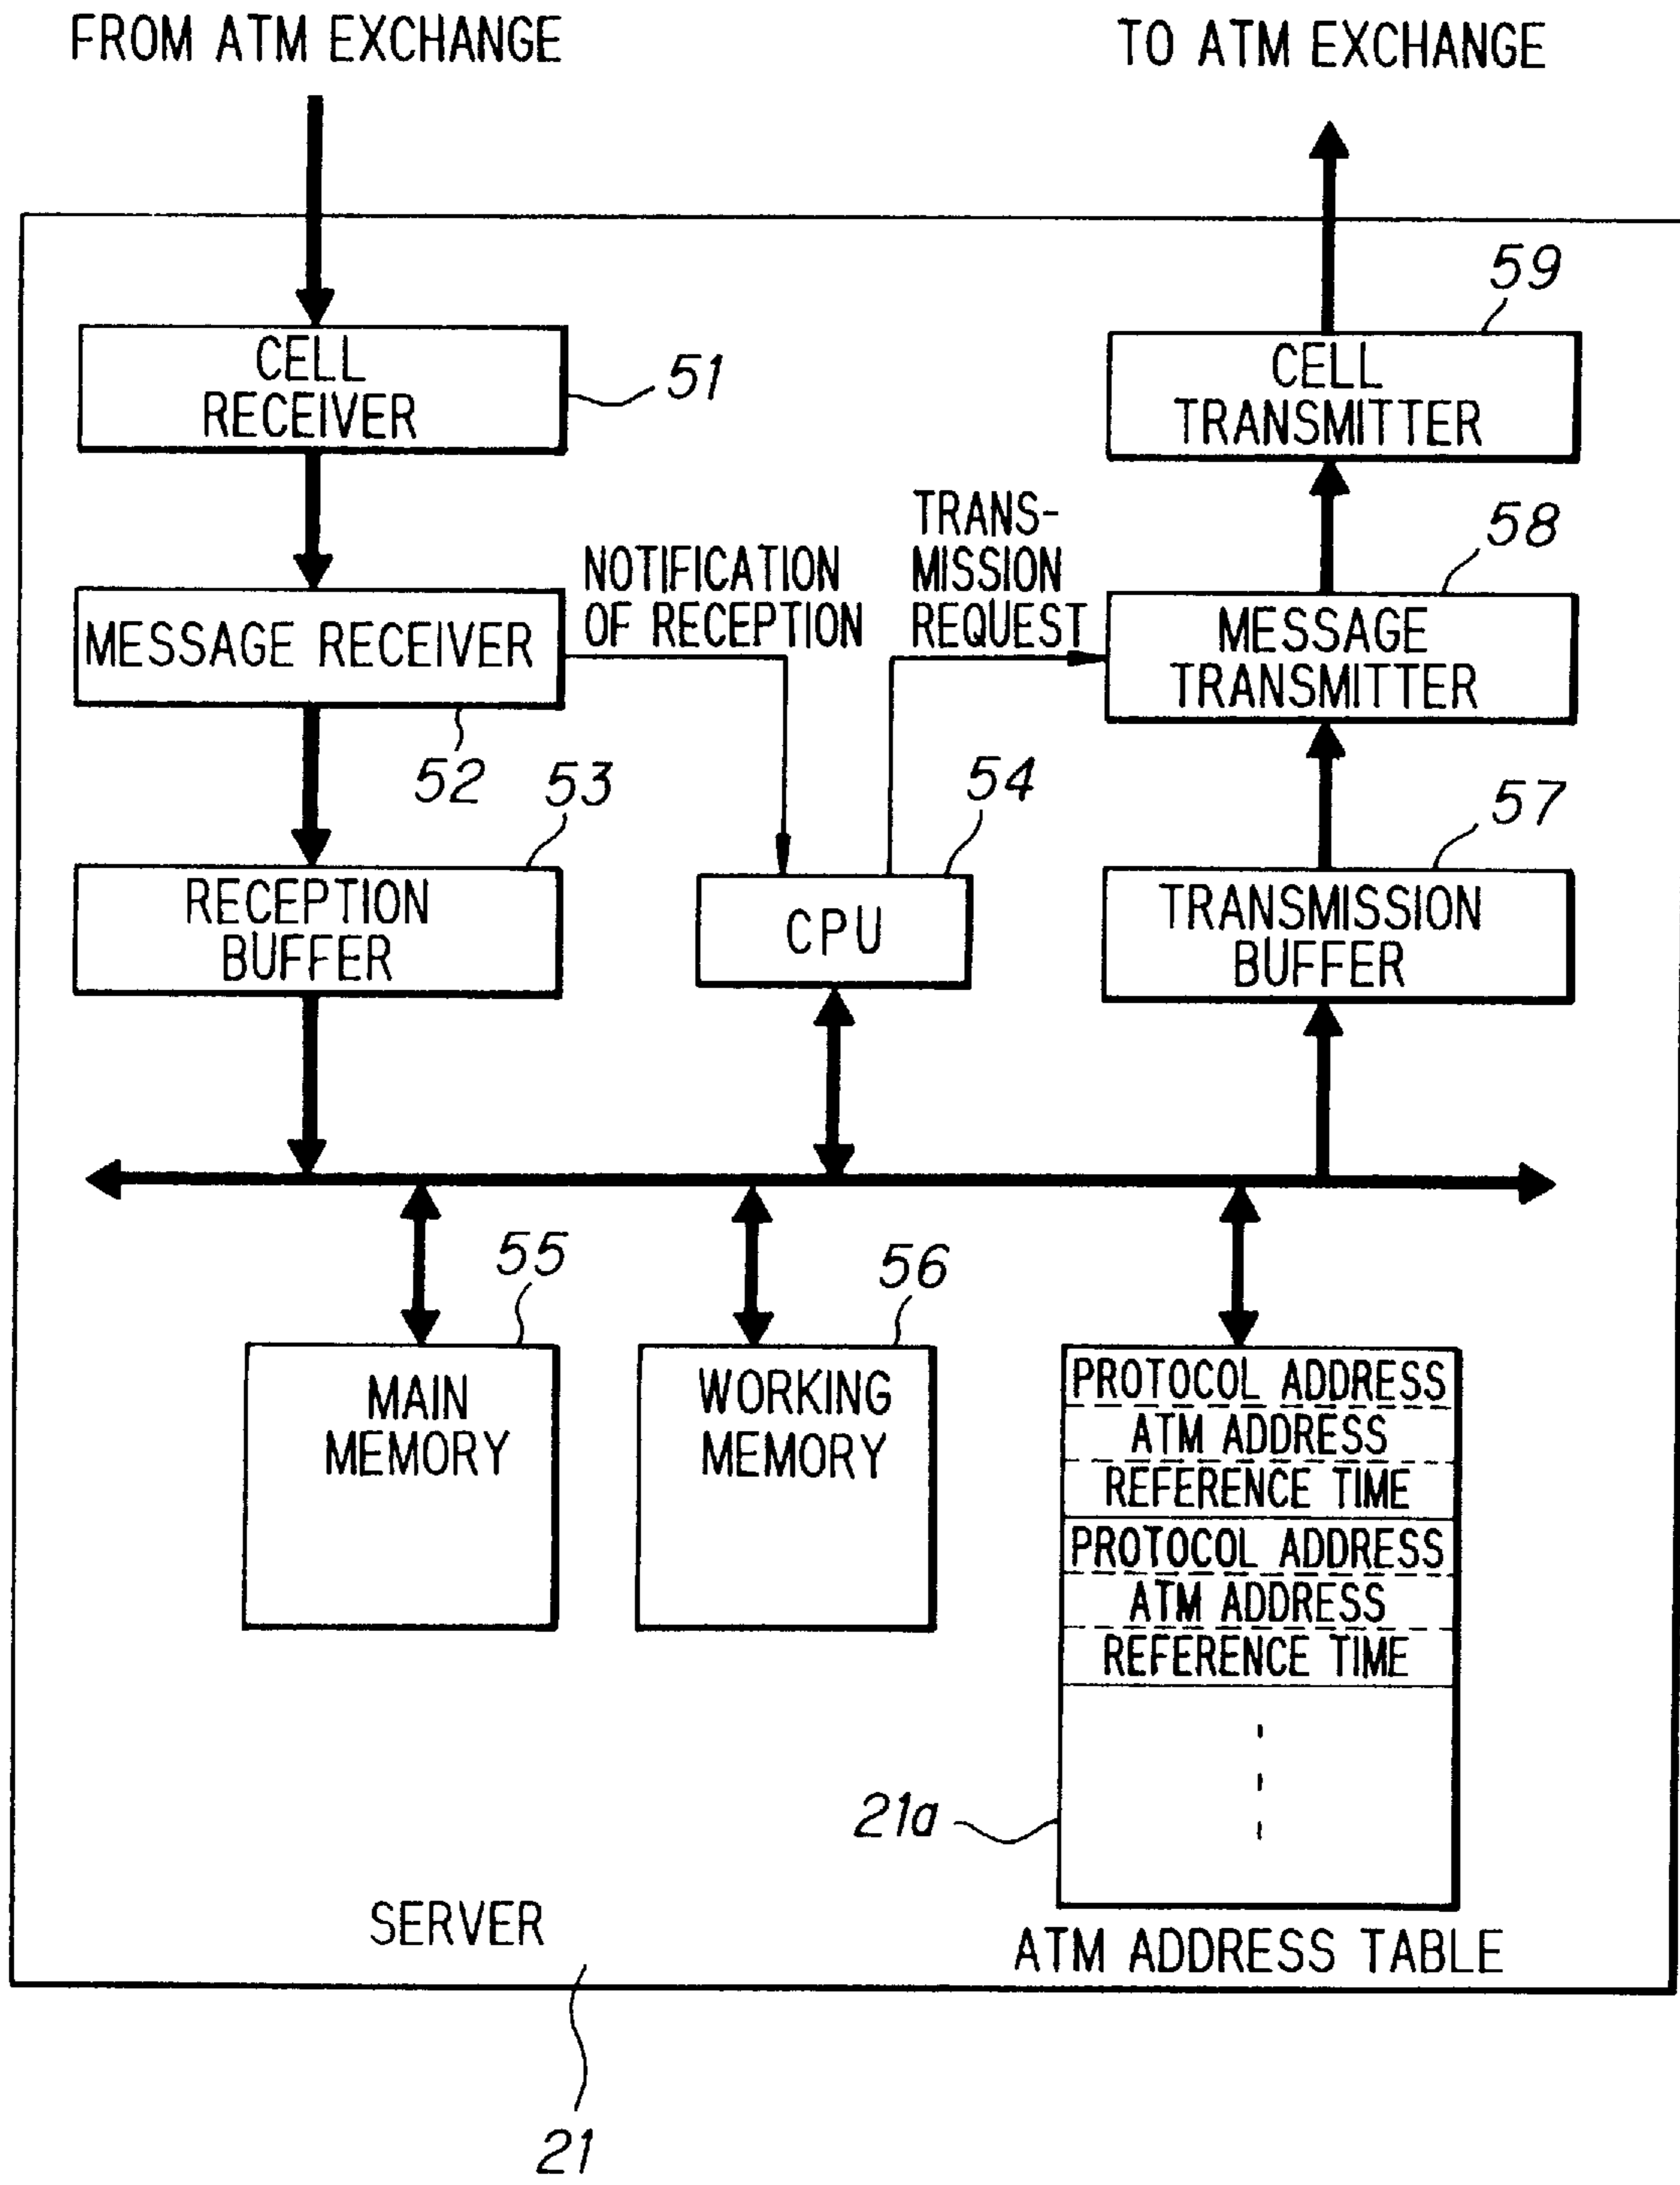 FROM ATM EXCHANGE
TO ATM EXCHANGE
59
CELL
RECEIVER
51
CELL
TRANSMITTER
TRANS-
MISSION
REQUEST
58
NOTIFICATION
OF RECEPTION
MESSAGE RECEIVER
MESSAGE
TRANSMITTER
52
53
54
57
RECEPTION
BUFFER
CPU
TRANSMISSION
BUFFER
55
56
MAIN
MEMORY
WORKING
MEMORY
PROTOCOL ADDRESS
ATM ADDRESS
REFERENCE TIME
PROTOCOL ADDRESS
ATM ADDRESS
REFERENCE TIME
21a
SERVER
ATM ADDRESS TABLE
21